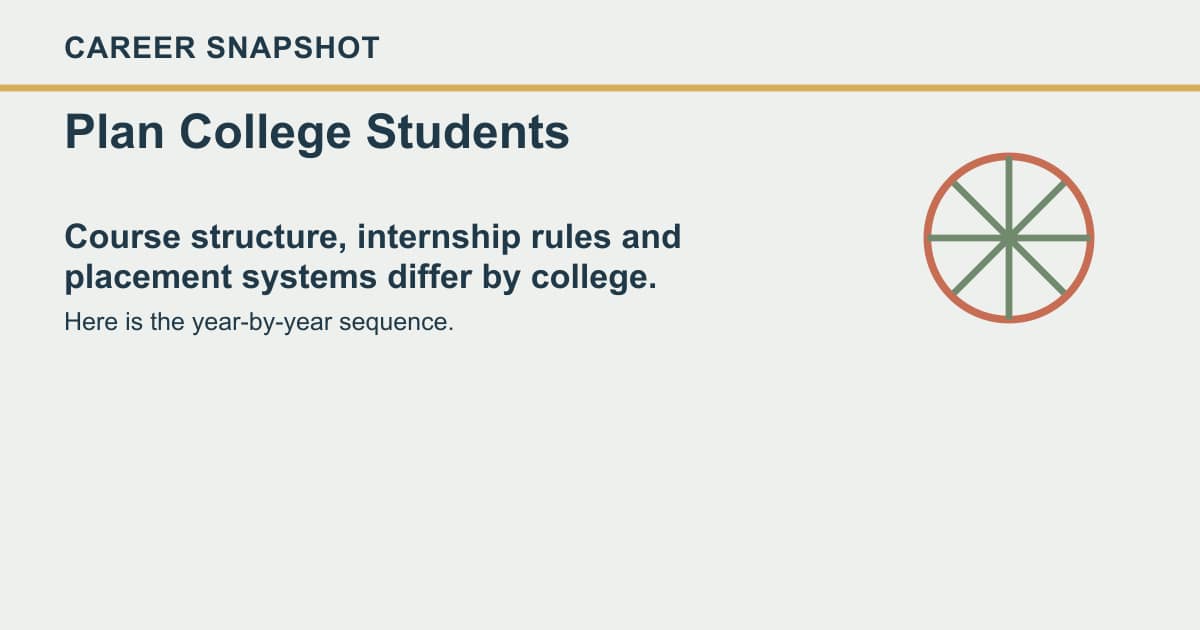 CAREER SNAPSHOT
Plan College Students
Course structure, internship rules and
placement systems differ by college.
Here is the year-by-year sequence.